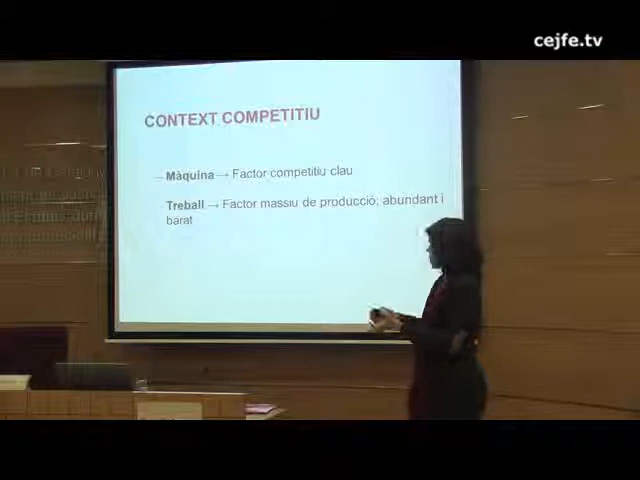 cejfe.tv
CONTEXT COMPETITIU
– Màquina → Factor competitiu clau
Treball → Factor massiu de producció; abundant i
barat